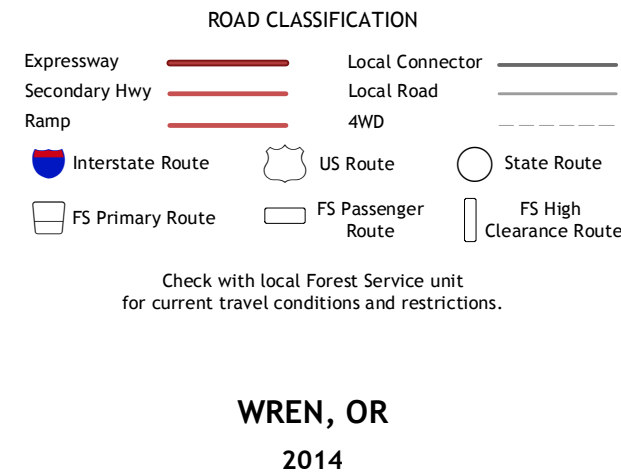 ROAD CLASSIFICATION
Expressway
Local Connector
Secondary Hwy
Local Road
Ramp
4WD
Interstate Route
US Route
State Route
FS Primary Route
FS Passenger
Route
FS High
Clearance Route
Check with local Forest Service unit
for current travel conditions and restrictions.
WREN, OR
2014